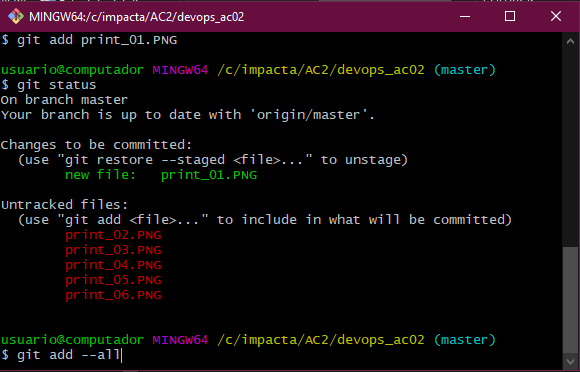 MINGW64:/c/impacta/AC2/devops_ac02
$ git add print_01.PNG
usuario@computador MINGW64 /c/impacta/AC2/devops_ac02 (master)
$ git status
On branch master
Your branch is up to date with 'origin/master'.
Changes to be committed:
  (use "git restore --staged <file>..." to unstage)
        new file:   print_01.PNG
Untracked files:
  (use "git add <file>..." to include in what will be committed)
        print_02.PNG
        print_03.PNG
        print_04.PNG
        print_05.PNG
        print_06.PNG
usuario@computador MINGW64 /c/impacta/AC2/devops_ac02 (master)
$ git add --all